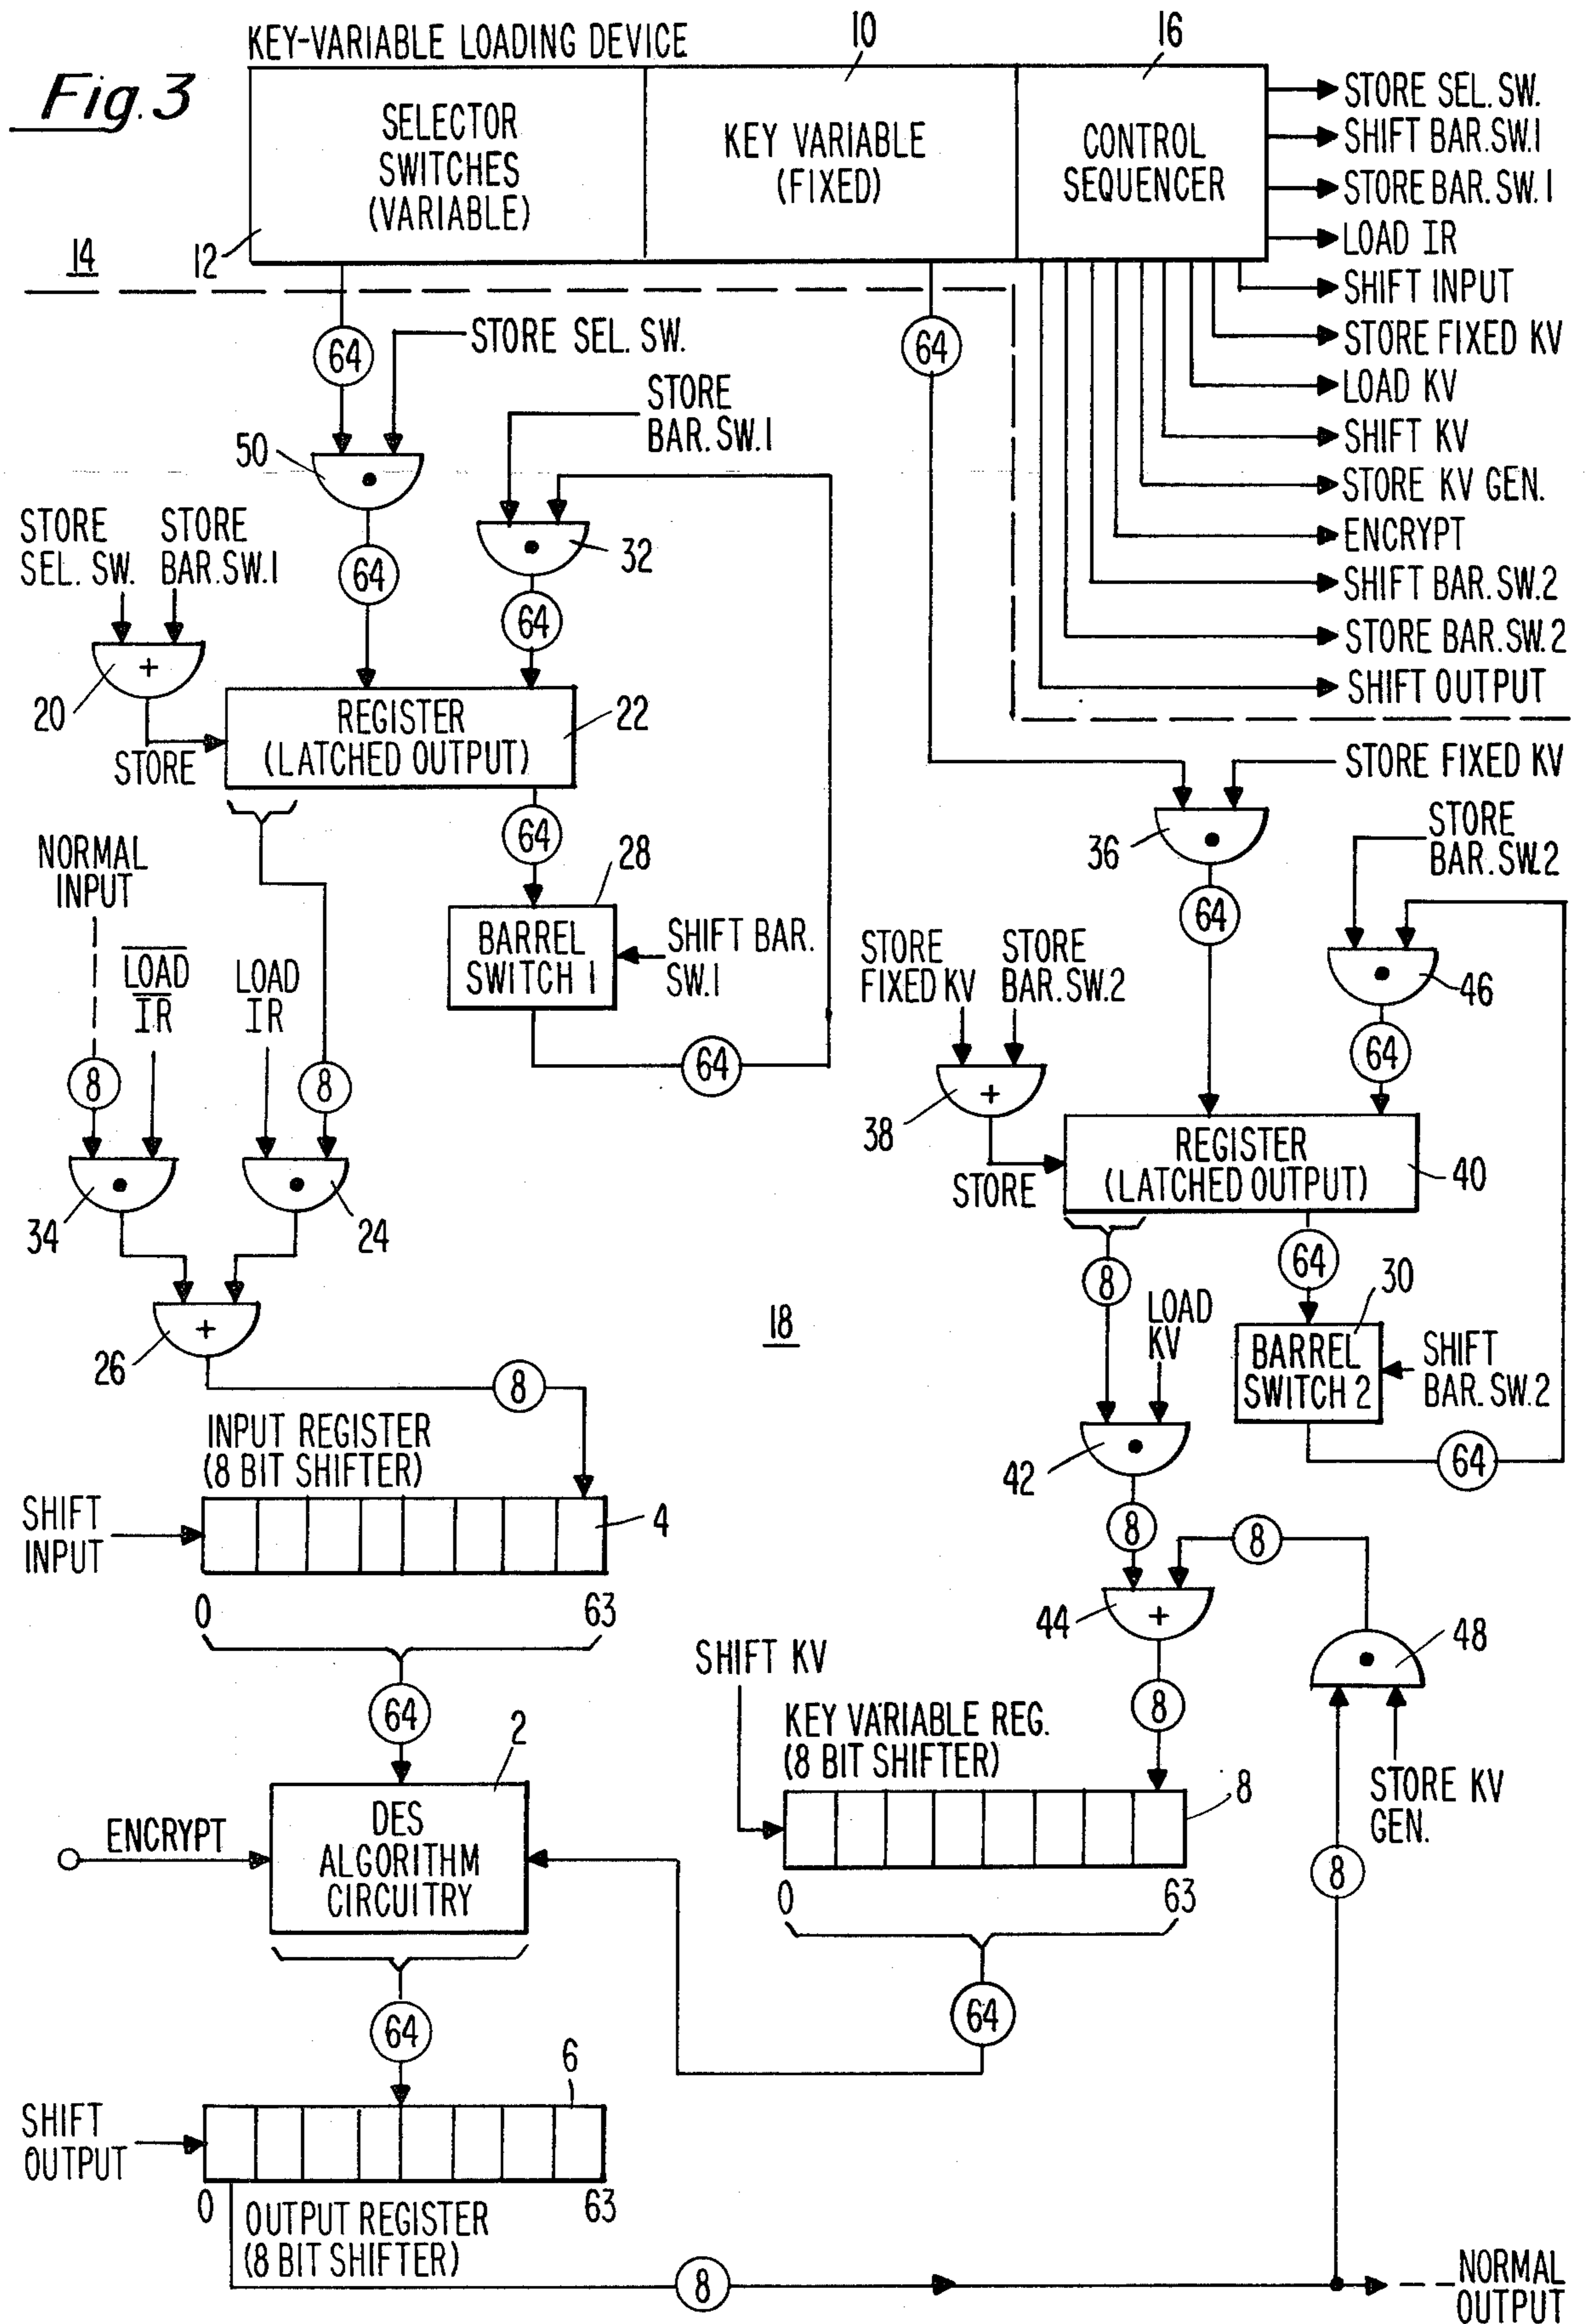 Fig. 3
KEY-VARIABLE LOADING DEVICE
10
16
SELECTOR
SWITCHES
(VARIABLE)
KEY VARIABLE
(FIXED)
CONTROL
SEQUENCER
12
14
STORE SEL. SW.
SHIFT BAR.SW.1
STORE BAR.SW.1
LOAD IR
SHIFT INPUT
STORE FIXED KV
LOAD KV
SHIFT KV
STORE KV GEN.
ENCRYPT
SHIFT BAR.SW.2
STORE BAR.SW.2
SHIFT OUTPUT
64
STORE SEL. SW.
64
50
STORE
BAR.SW.1
32
STORE
SEL. SW.
STORE
BAR.SW.1
64
64
+
20
STORE
REGISTER
(LATCHED OUTPUT)
22
64
28
BARREL
SWITCH 1
SHIFT BAR.
SW.1
64
NORMAL
INPUT
LOAD
IR
LOAD
IR
8
8
34
24
+
26
8
INPUT REGISTER
(8 BIT SHIFTER)
SHIFT
INPUT
4
0
63
64
2
ENCRYPT
DES
ALGORITHM
CIRCUITRY
64
6
SHIFT
OUTPUT
0
63
OUTPUT REGISTER
(8 BIT SHIFTER)
8
NORMAL
OUTPUT
STORE FIXED KV
36
64
STORE
BAR.SW.2
46
64
STORE
FIXED KV
STORE
BAR.SW.2
+
38
STORE
REGISTER
(LATCHED OUTPUT)
40
8
64
30
18
LOAD
KV
BARREL
SWITCH 2
SHIFT
BAR.SW.2
64
42
8
8
+
44
48
8
STORE KV
GEN.
8
SHIFT KV
KEY VARIABLE REG.
(8 BIT SHIFTER)
8
0
63
64